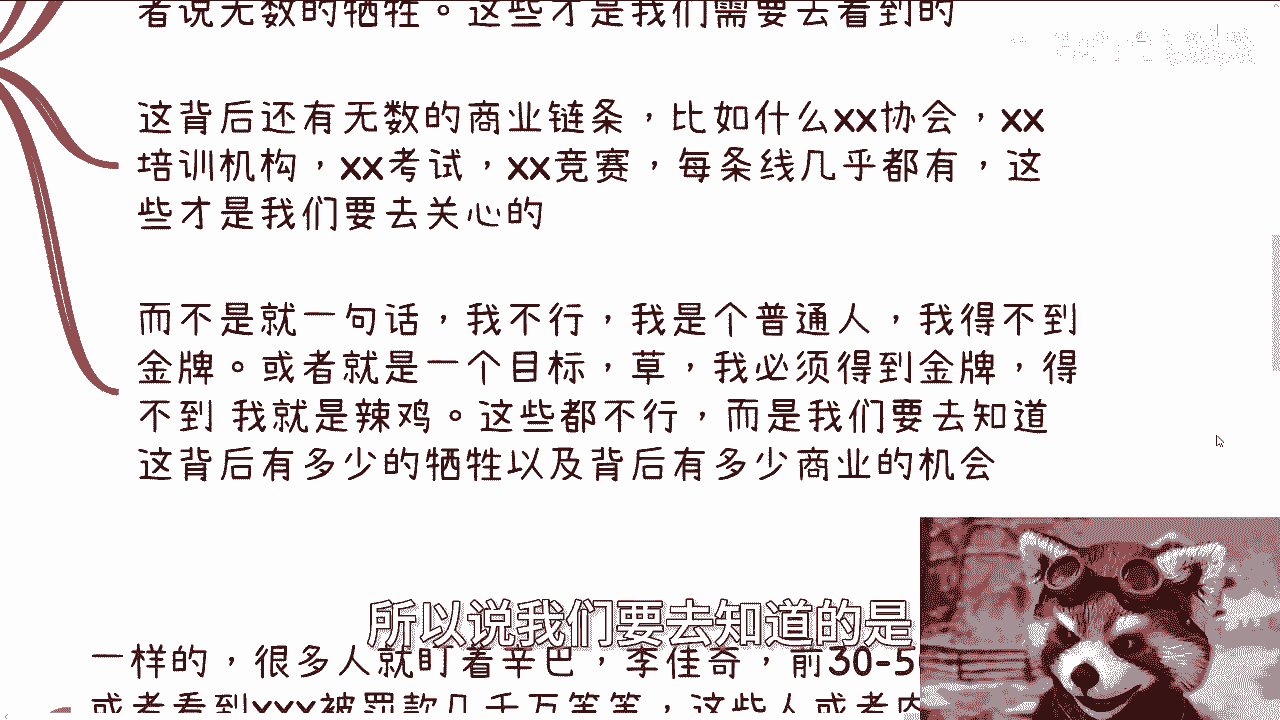 者说无数的牺牲。这些才是我们需要去看到的
这背后还有无数的商业链条，比如什么xx协会，xx
培训机构，xx考试，xx竞赛，每条线几乎都有，这
些才是我们要去关心的
而不是就一句话，我不行，我是个普通人，我得不到
金牌。或者就是一个目标，草，我必须得到金牌，得
不到 我就是辣鸡。这些都不行，而是我们要去知道
这背后有多少的牺牲以及背后有多少商业的机会
所以说我们要去知道的是
一样的，很多人就盯着辛巴，李佳奇，前30-5
或者看到xxx被罚款几千万等等，这些人或者内